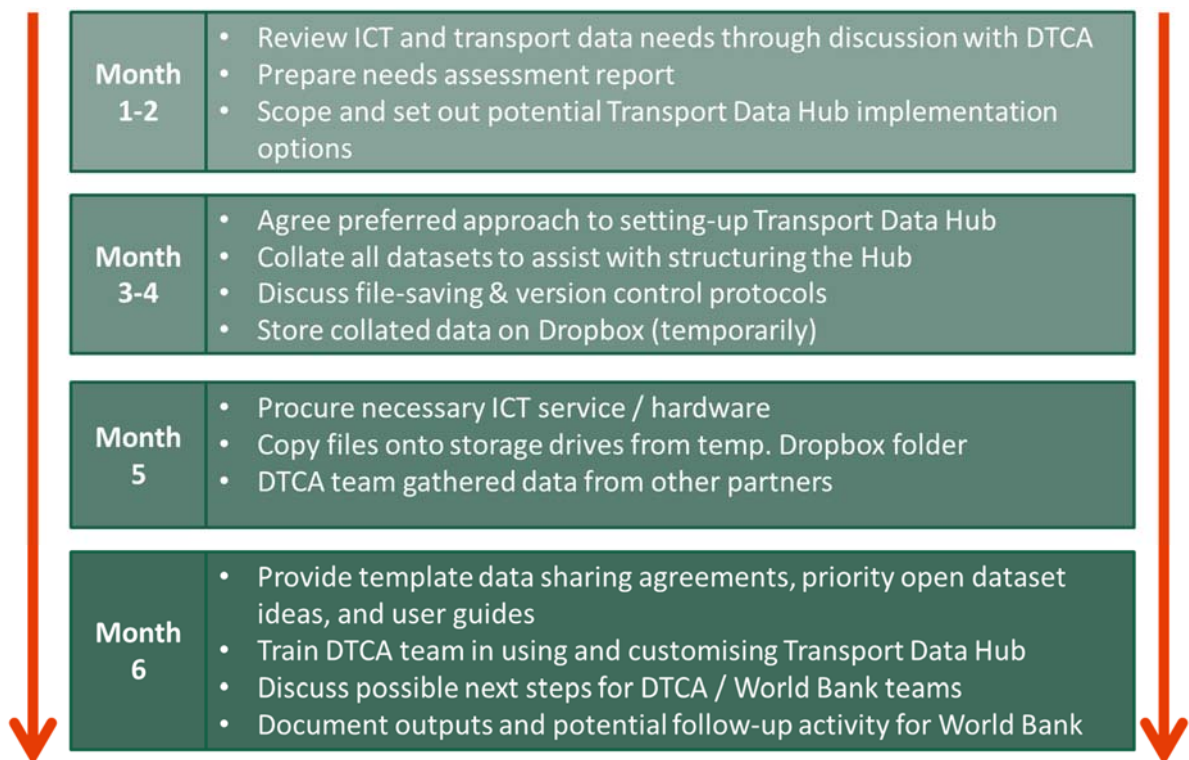 Month
1-2
• Review ICT and transport data needs through discussion with DTCA
• Prepare needs assessment report
• Scope and set out potential Transport Data Hub implementation
options
Month
3-4
• Agree preferred approach to setting-up Transport Data Hub
• Collate all datasets to assist with structuring the Hub
• Discuss file-saving & version control protocols
• Store collated data on Dropbox (temporarily)
Month
5
• Procure necessary ICT service / hardware
• Copy files onto storage drives from temp. Dropbox folder
• DTCA team gathered data from other partners
Month
6
• Provide template data sharing agreements, priority open dataset
ideas, and user guides
• Train DTCA team in using and customising Transport Data Hub
• Discuss possible next steps for DTCA / World Bank teams
• Document outputs and potential follow-up activity for World Bank